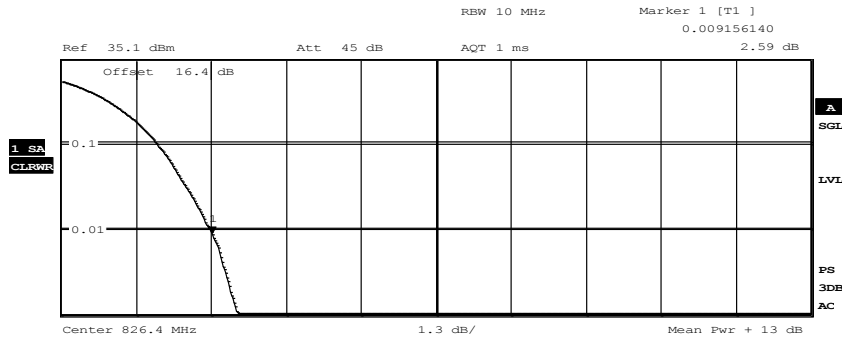 RBW 10 MHz Marker 1 [T1 ]
0.009156140
Ref 35.1 dBm Att 45 dB AQT 1 ms 2.59 dB
Offset 16.4 dB
A
SGL
0.1
1 SA
CLRWR
LVL
1
0.01
PS
3DB
AC
Center 826.4 MHz 1.3 dB/ Mean Pwr + 13 dB